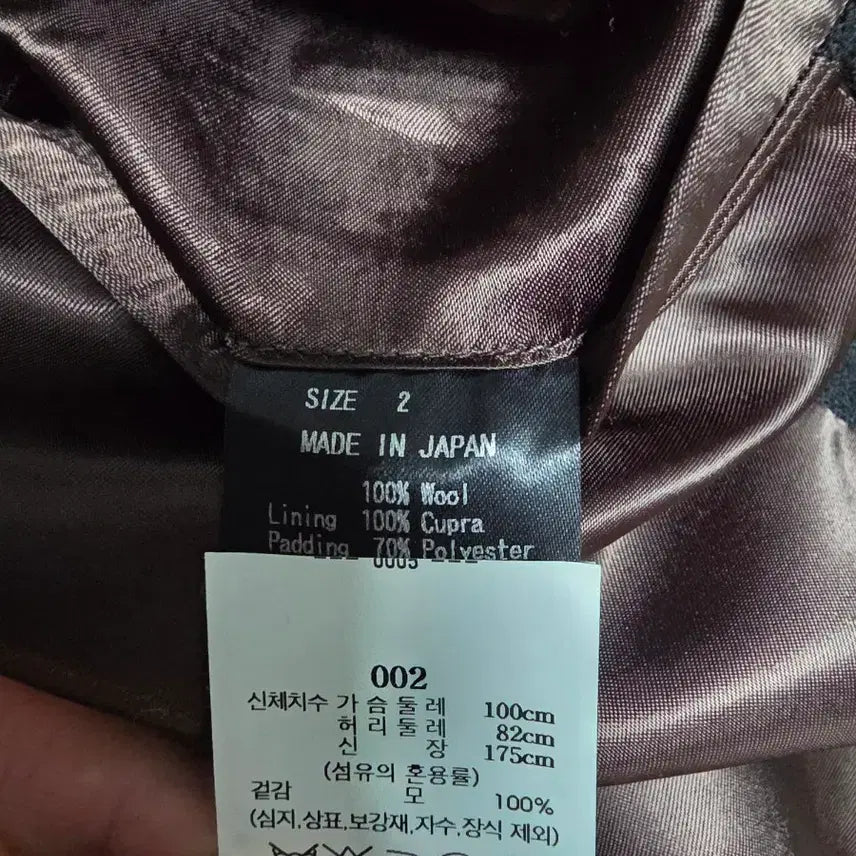 SIZE 2
MADE IN JAPAN
100% Wool
Lining 100% Cupra
Padding 70% Polyester
0005
002
신체치수 가슴둘레 100cm
허리둘레 82cm
신장 175cm
(섬유의 혼용률)
겉감 모 100%
(심지,상표,보강재,지수,장식 제외)